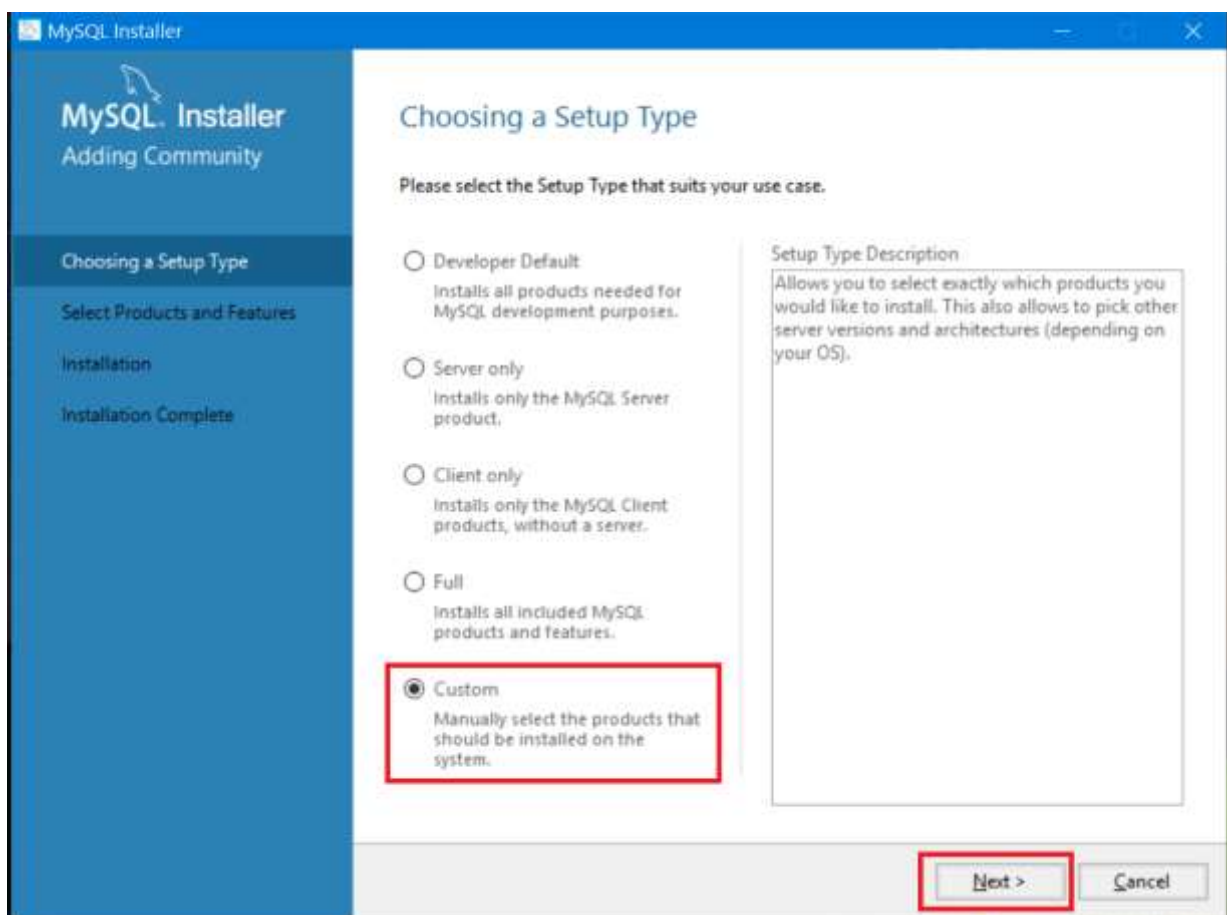 MySQL Installer
MySQL. Installer
Adding Community
Choosing a Setup Type
Select Products and Features
Installation
Installation Complete
Choosing a Setup Type
Please select the Setup Type that suits your use case.
Developer Default
Installs all products needed for
MySQL development purposes.
Server only
Installs only the MySQL Server
product.
Client only
Installs only the MySQL Client
products, without a server.
Full
Installs all included MySQL
products and features.
Custom
Manually select the products that
should be installed on the
system.
Setup Type Description
Allows you to select exactly which products you
would like to install. This also allows to pick other
server versions and architectures (depending on
your OS).
Next >
Cancel